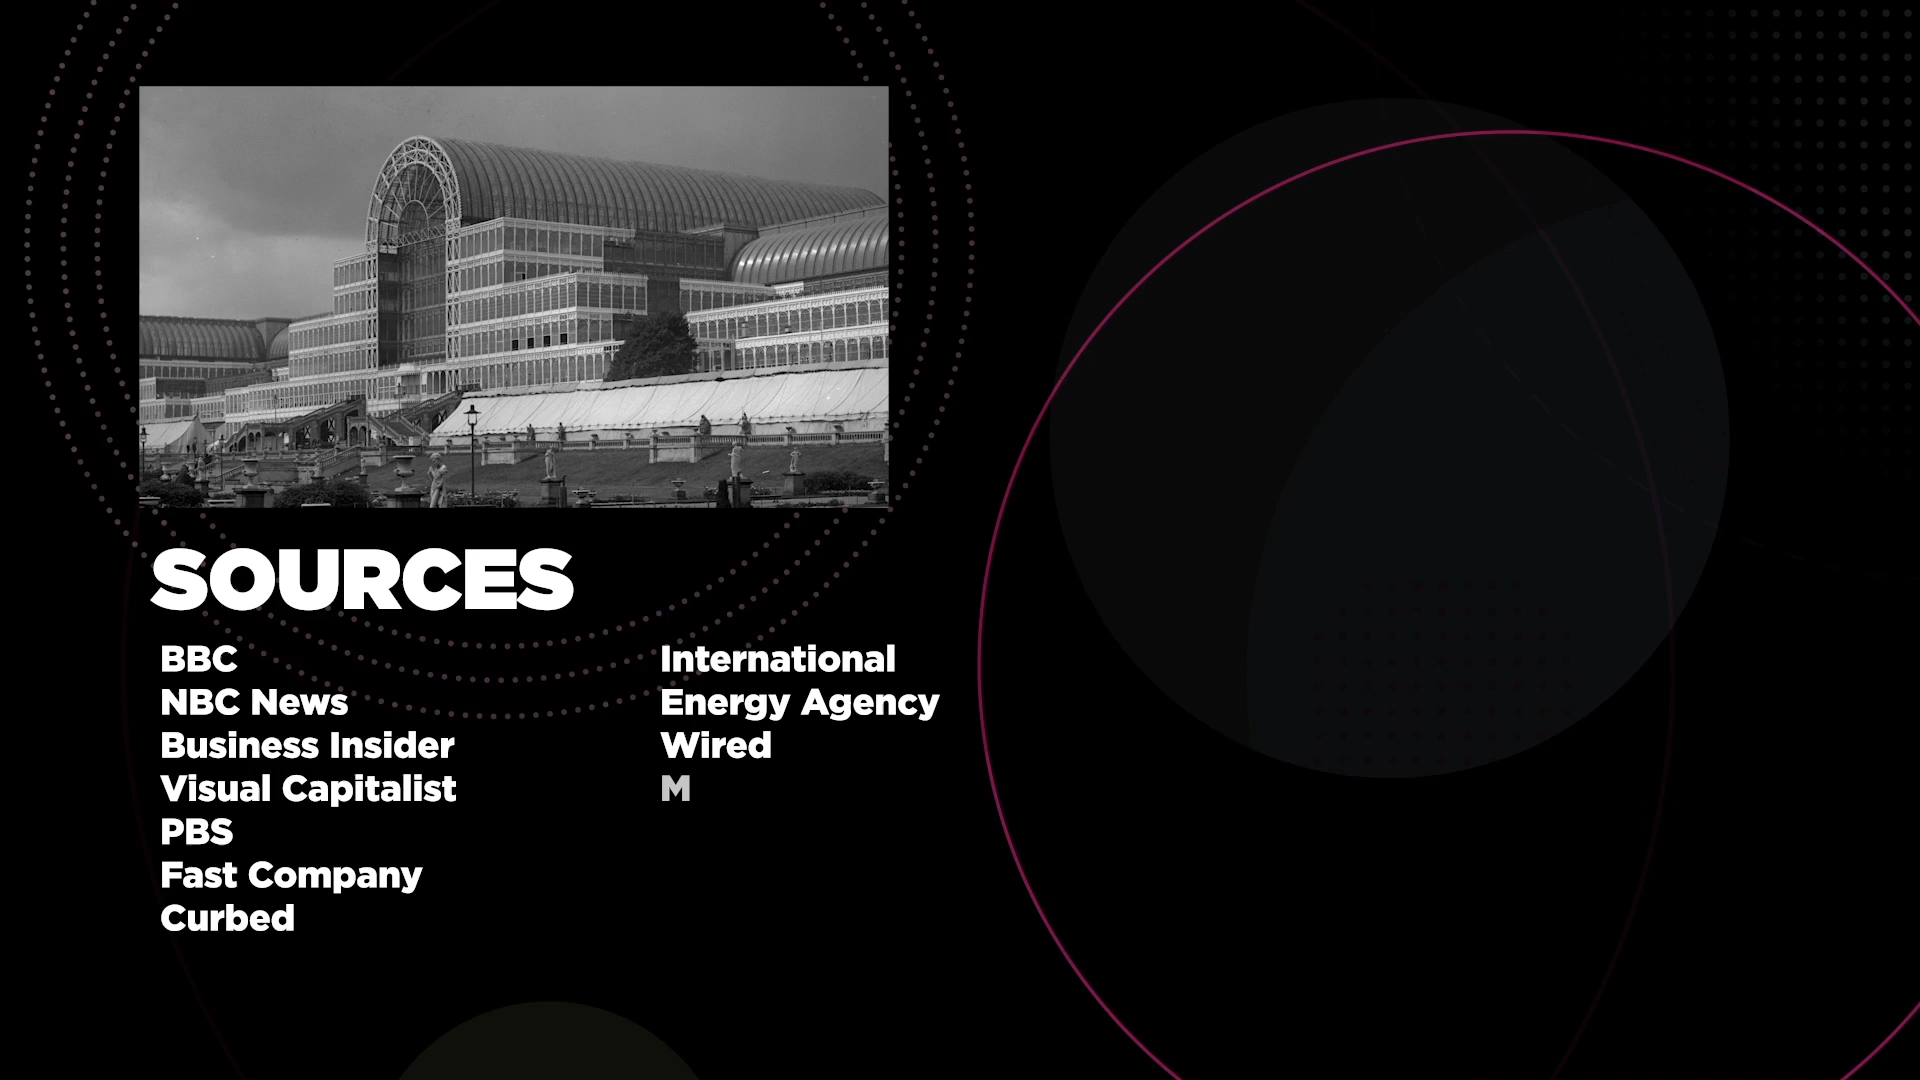 SOURCES
BBC
NBC News
Business Insider
Visual Capitalist
PBS
Fast Company
Curbed
International
Energy Agency
Wired
M